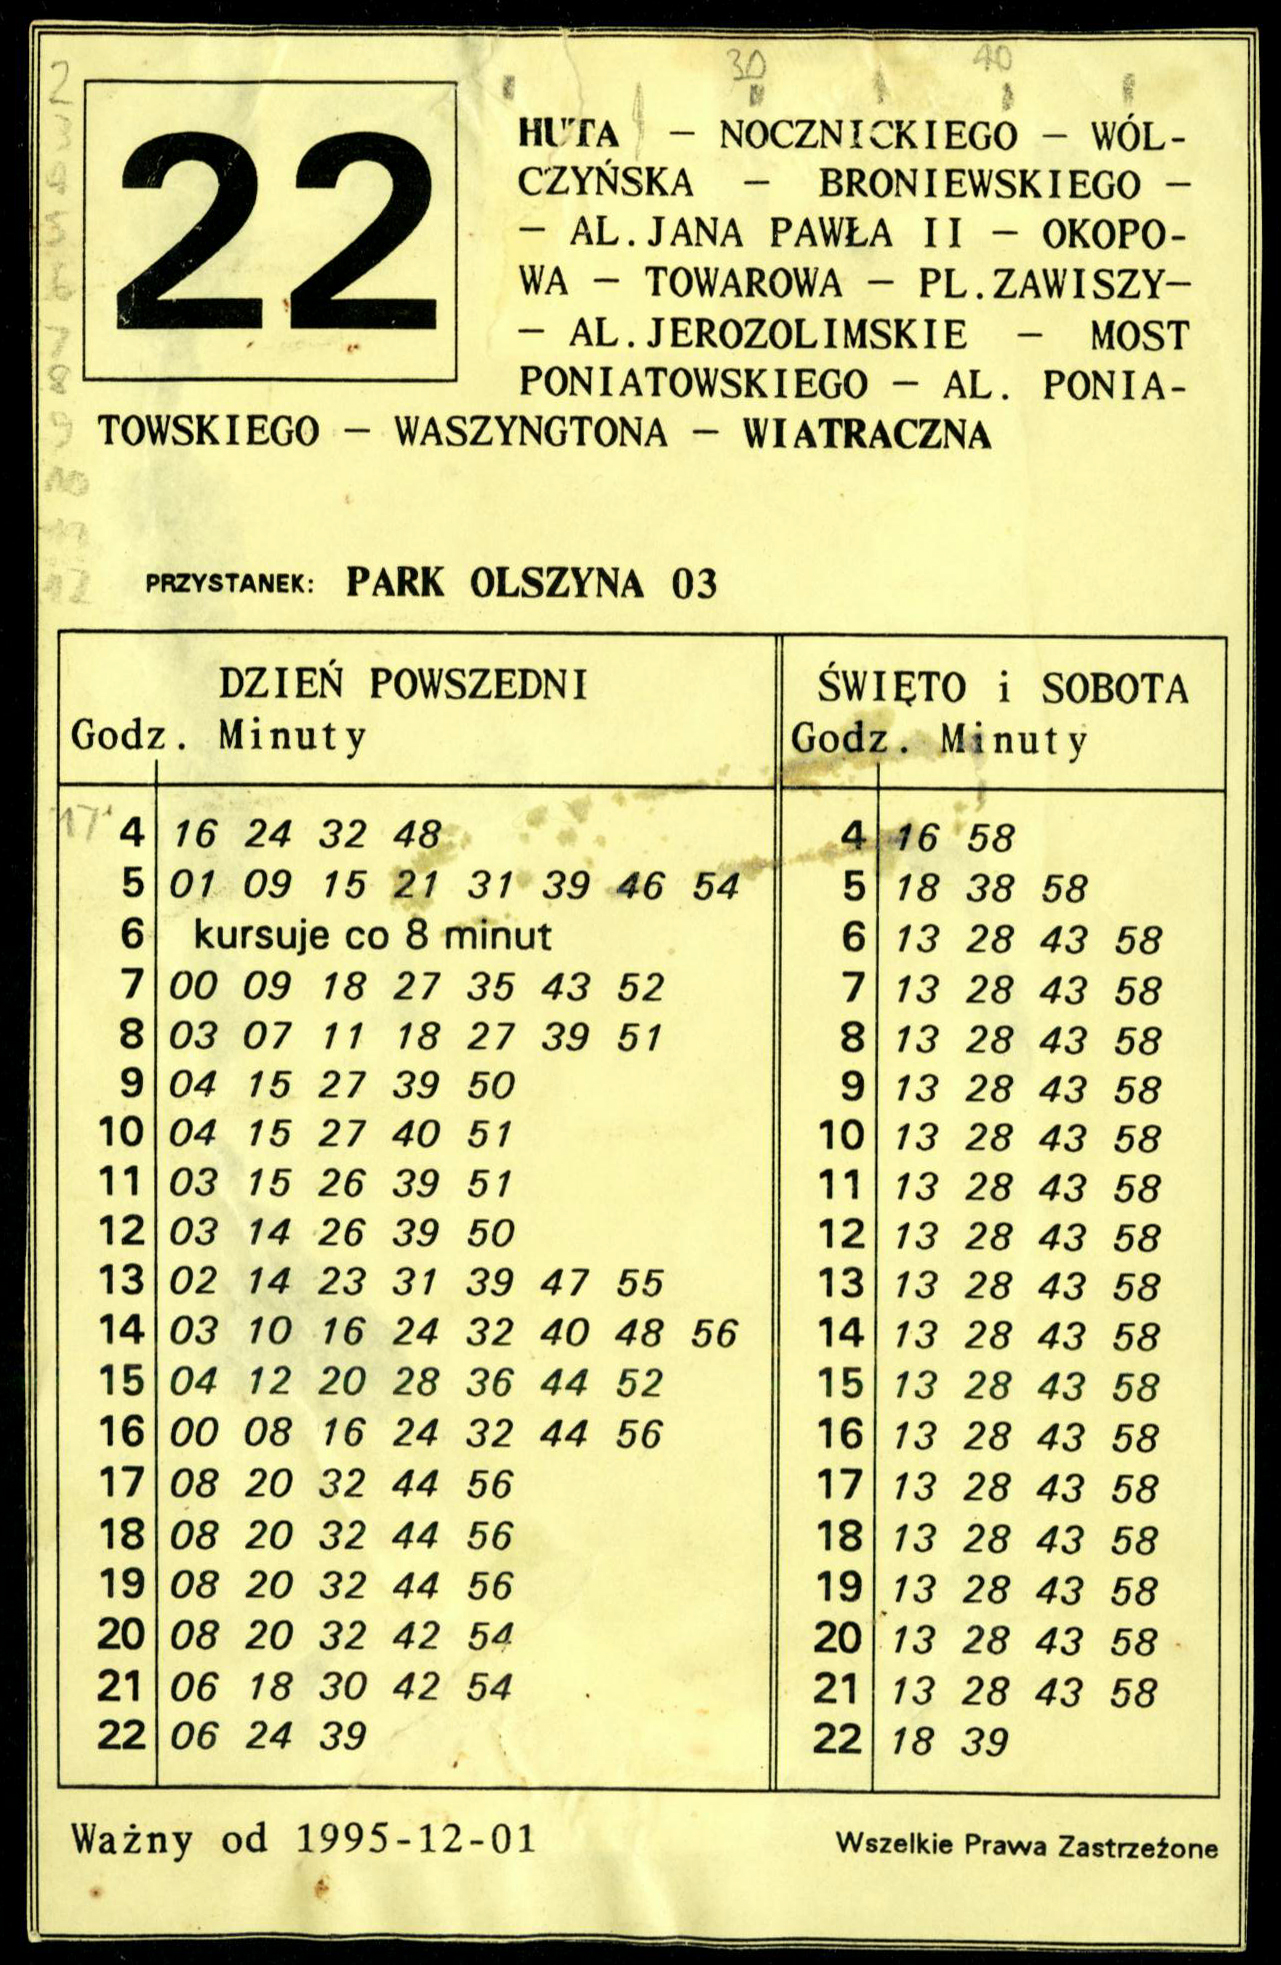 30 40
2
3
5
6
7
8
9
10
11
12
22
HUTA – NOCZNICKIEGO – WÓL-
CZYŃSKA – BRONIEWSKIEGO –
– AL.JANA PAWŁA II – OKOPO-
WA – TOWAROWA – PL.ZAWISZY–
– AL.JEROZOLIMSKIE – MOST
PONIATOWSKIEGO – AL. PONIA-
TOWSKIEGO – WASZYNGTONA – WIATRACZNA
PRZYSTANEK: PARK OLSZYNA 03
DZIEŃ POWSZEDNI
Godz. Minuty
17'
4 16 24 32 48
5 01 09 15 21 31 39 46 54
6 kursuje co 8 minut
7 00 09 18 27 35 43 52
8 03 07 11 18 27 39 51
9 04 15 27 39 50
10 04 15 27 40 51
11 03 15 26 39 51
12 03 14 26 39 50
13 02 14 23 31 39 47 55
14 03 10 16 24 32 40 48 56
15 04 12 20 28 36 44 52
16 00 08 16 24 32 44 56
17 08 20 32 44 56
18 08 20 32 44 56
19 08 20 32 44 56
20 08 20 32 42 54
21 06 18 30 42 54
22 06 24 39
ŚWIĘTO i SOBOTA
Godz. Minuty
4 16 58
5 18 38 58
6 13 28 43 58
7 13 28 43 58
8 13 28 43 58
9 13 28 43 58
10 13 28 43 58
11 13 28 43 58
12 13 28 43 58
13 13 28 43 58
14 13 28 43 58
15 13 28 43 58
16 13 28 43 58
17 13 28 43 58
18 13 28 43 58
19 13 28 43 58
20 13 28 43 58
21 13 28 43 58
22 18 39
Ważny od 1995-12-01
Wszelkie Prawa Zastrzeżone